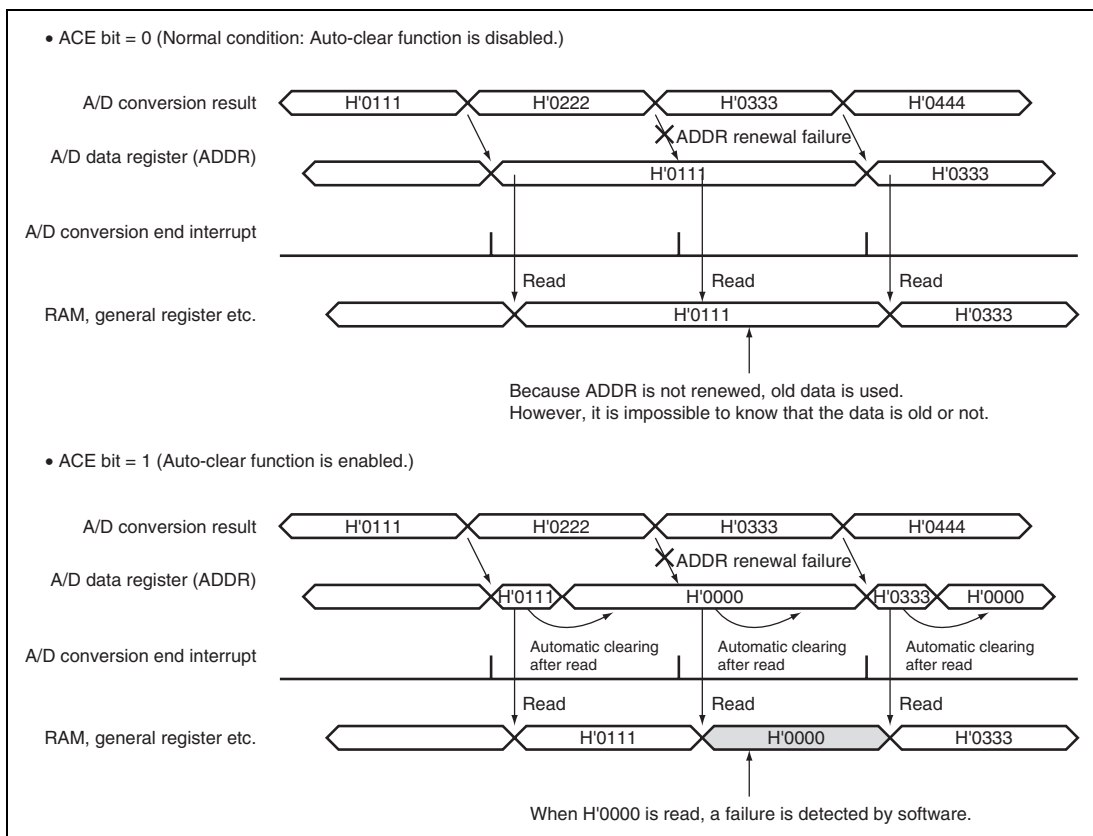 • ACE bit = 0 (Normal condition: Auto-clear function is disabled.)
A/D conversion result
H'0111
H'0222
H'0333
H'0444
ADDR renewal failure
A/D data register (ADDR)
H'0111
H'0333
A/D conversion end interrupt
Read
Read
Read
RAM, general register etc.
H'0111
H'0333
Because ADDR is not renewed, old data is used.
However, it is impossible to know that the data is old or not.
• ACE bit = 1 (Auto-clear function is enabled.)
A/D conversion result
H'0111
H'0222
H'0333
H'0444
ADDR renewal failure
A/D data register (ADDR)
H'0111
H'0000
H'0333
H'0000
Automatic clearing
after read
Automatic clearing
after read
Automatic clearing
after read
A/D conversion end interrupt
Read
Read
Read
RAM, general register etc.
H'0111
H'0000
H'0333
When H'0000 is read, a failure is detected by software.